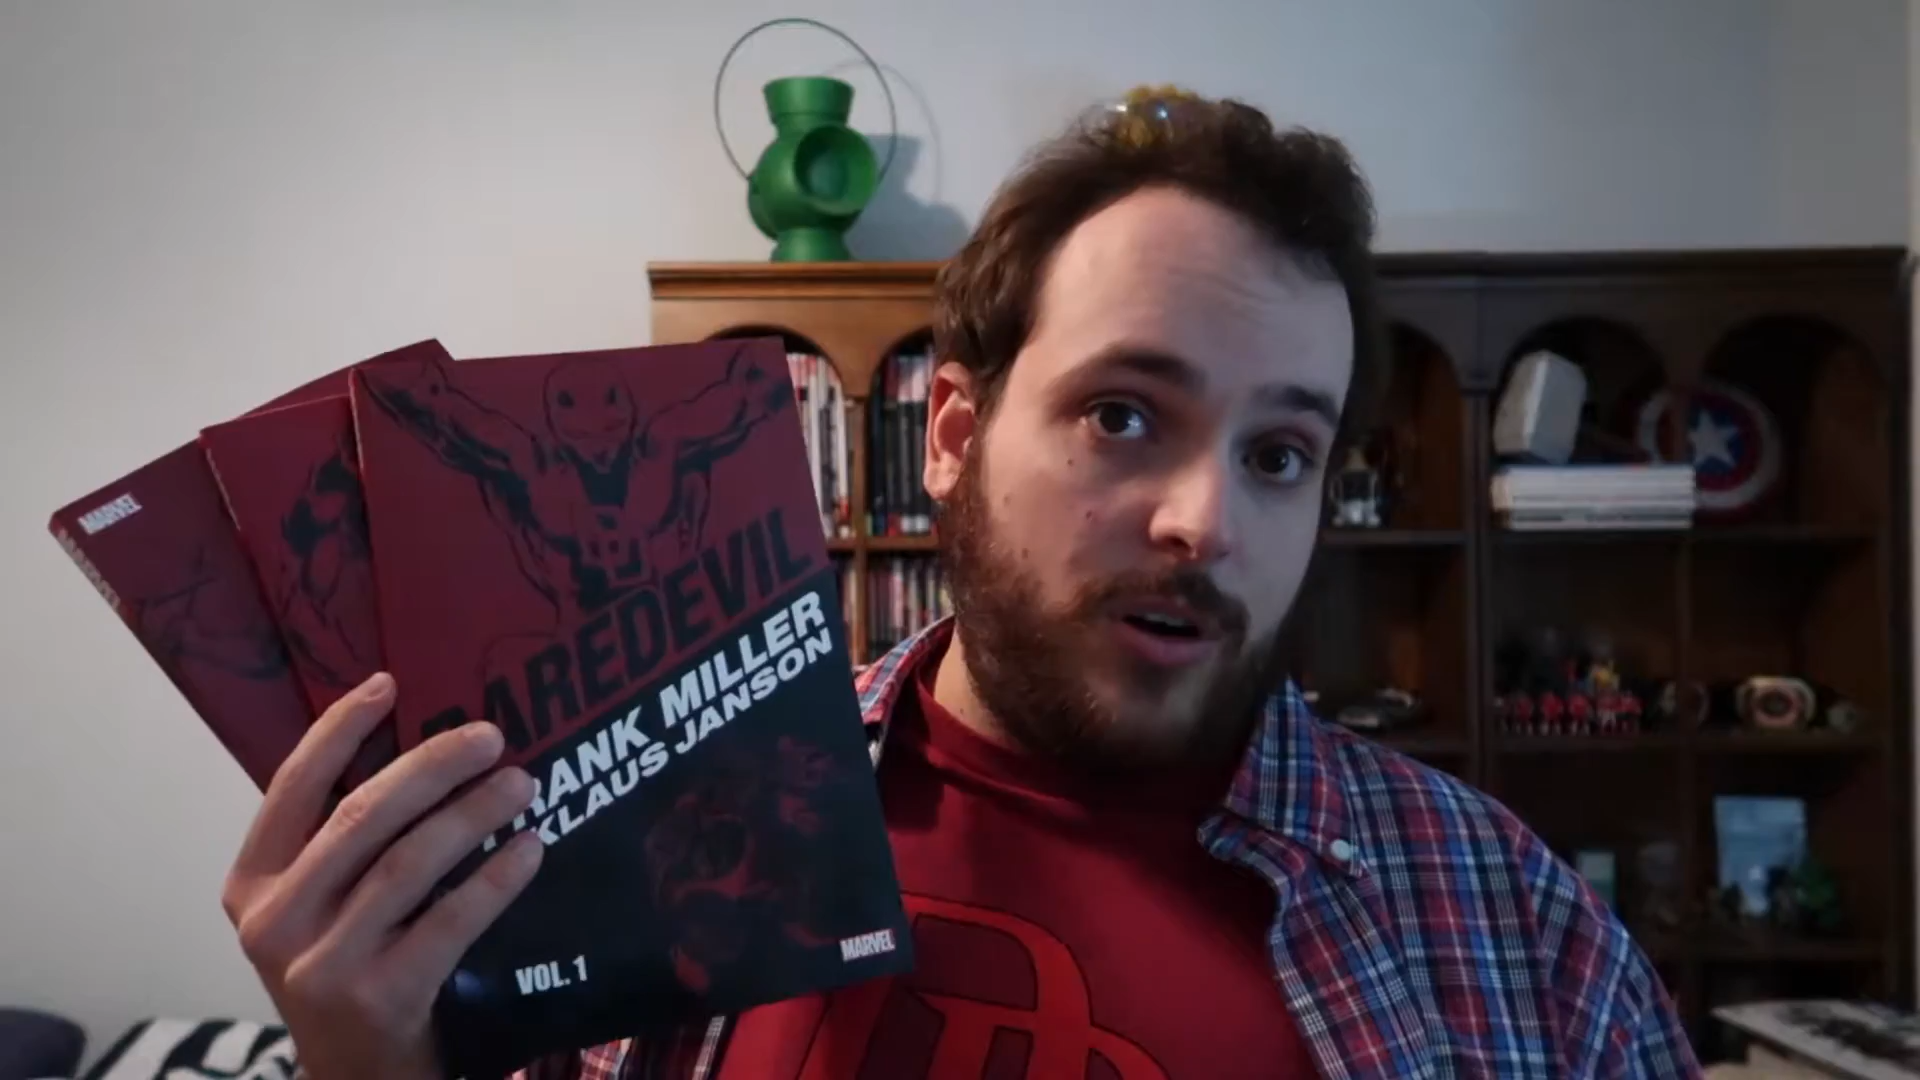 MARVEL
DAREDEVIL
FRANK MILLER
KLAUS JANSON
VOL. 1
MARVEL